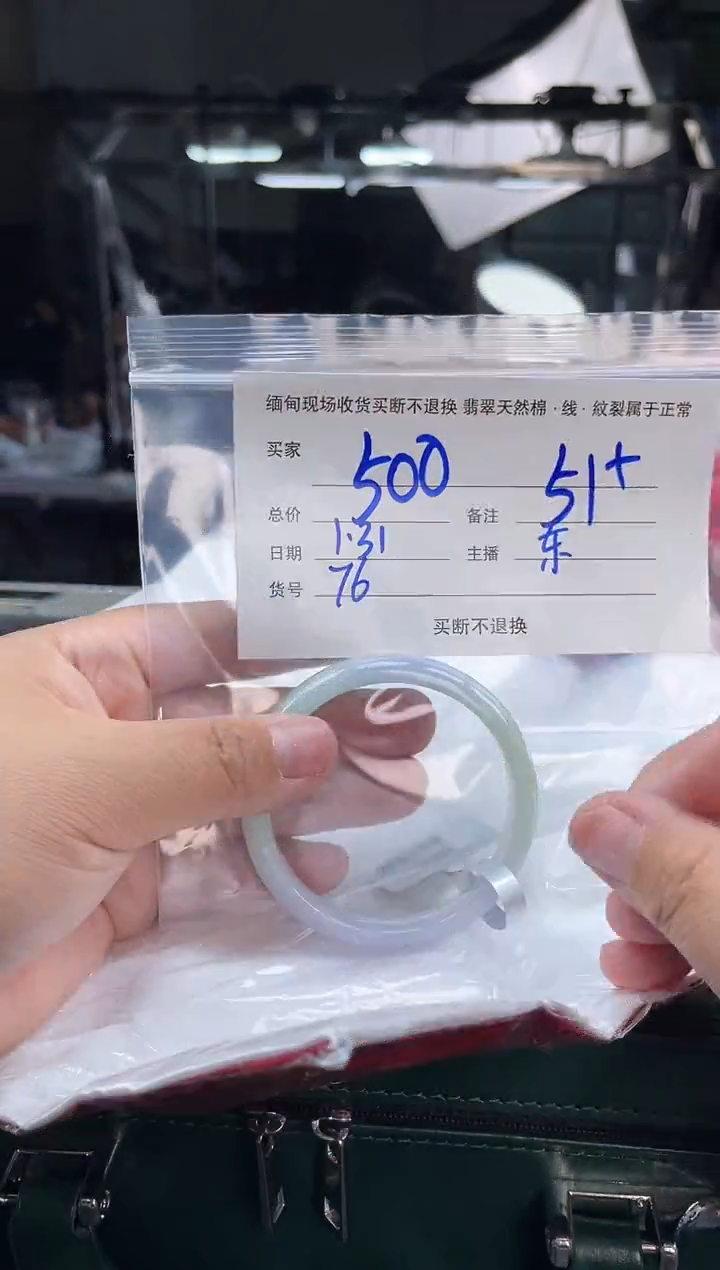 缅甸现场收货买断不退换 翡翠天然棉·线·紋裂属于正常
买家
总价 500 备注 51+
日期 1·31 主播 东
货号 76
买断不退换